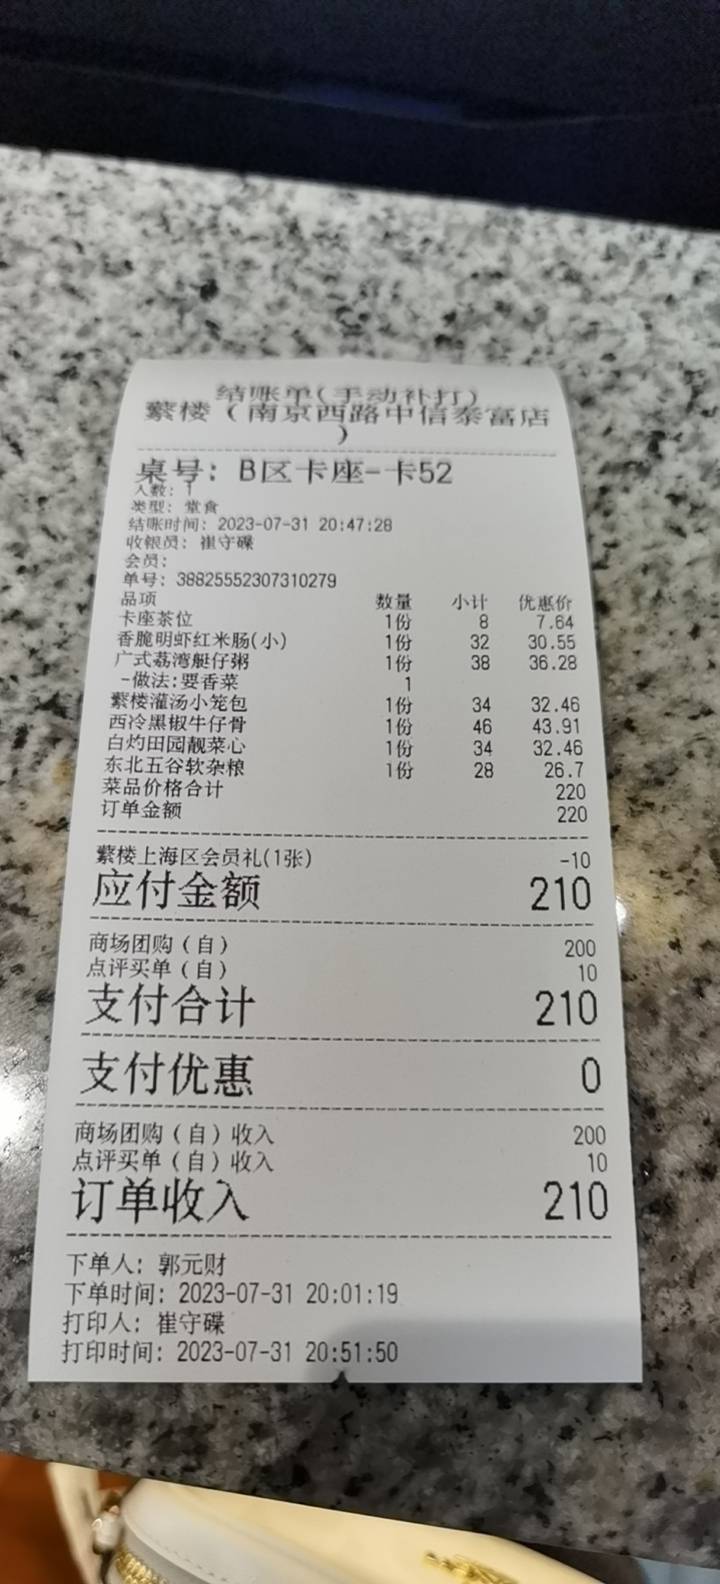 结账单(手动补打)
紫楼（南京西路中信泰富店
）
桌号: B区卡座-卡52
人数: 1
类型: 堂食
结账时间: 2023-07-31 20:47:28
收银员: 崔守碟
会员:
单号: 38825552307310279
品项 数量 小计 优惠价
卡座茶位 1份 8 7.64
香脆明虾红米肠(小) 1份 32 30.55
广式荔湾艇仔粥 1份 38 36.28
-做法:要香菜 1
紫楼灌汤小笼包 1份 34 32.46
西冷黑椒牛仔骨 1份 46 43.91
白灼田园靓菜心 1份 34 32.46
东北五谷软杂粮 1份 28 26.7
菜品价格合计 220
订单金额 220
紫楼上海区会员礼(1张) -10
应付金额 210
商场团购（自） 200
点评买单（自） 10
支付合计 210
支付优惠 0
商场团购（自）收入 200
点评买单（自）收入 10
订单收入 210
下单人: 郭元财
下单时间: 2023-07-31 20:01:19
打印人: 崔守碟
打印时间: 2023-07-31 20:51:50